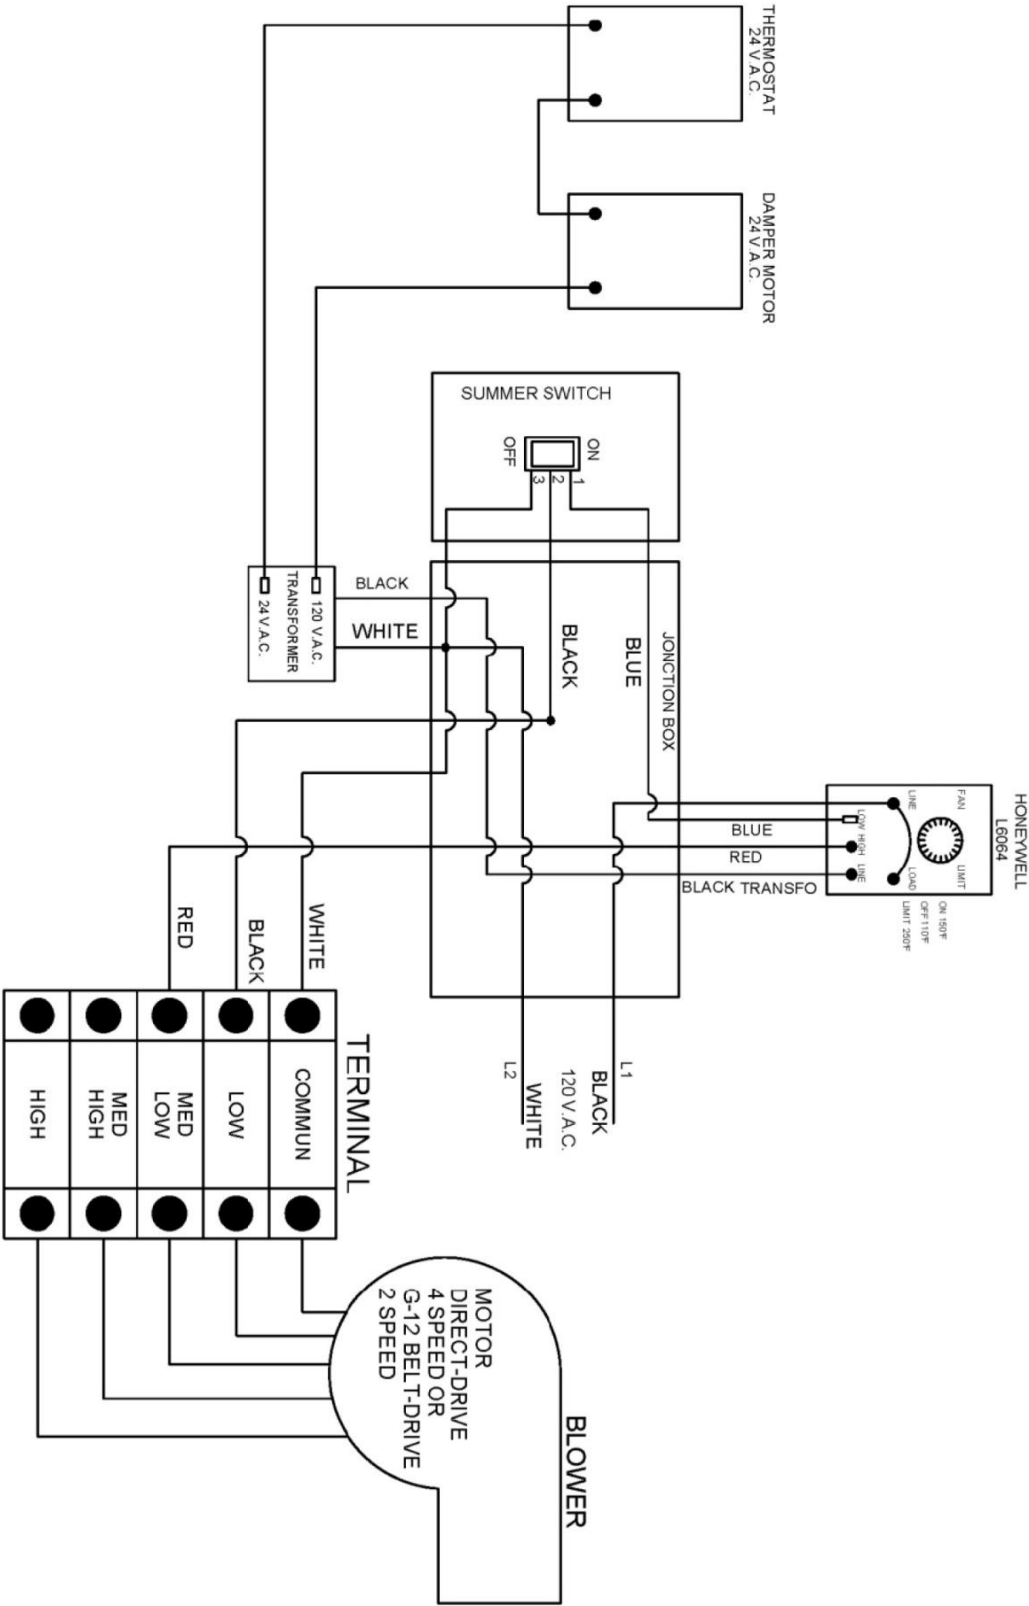 THERMOSTAT
24 V.A.C.
DAMPER MOTOR
24 V.A.C.
SUMMER SWITCH
ON
OFF
3
2
1
BLACK
WHITE
120 V.A.C.
TRANSFORMER
24 V.A.C.
BLACK
BLUE
JONCTION BOX
HONEYWELL
L6064
FAN
LIMIT
LINE
LOAD
LOW
HIGH
LINE
ON 150°F
OFF 110°F
LIMIT 250°F
BLUE
RED
BLACK TRANSFO
RED
BLACK
WHITE
L1
BLACK
120 V.A.C.
L2
WHITE
TERMINAL
COMMUN
LOW
MED
LOW
MED
HIGH
HIGH
MOTOR
DIRECT-DRIVE
4 SPEED OR
G-12 BELT-DRIVE
2 SPEED
BLOWER